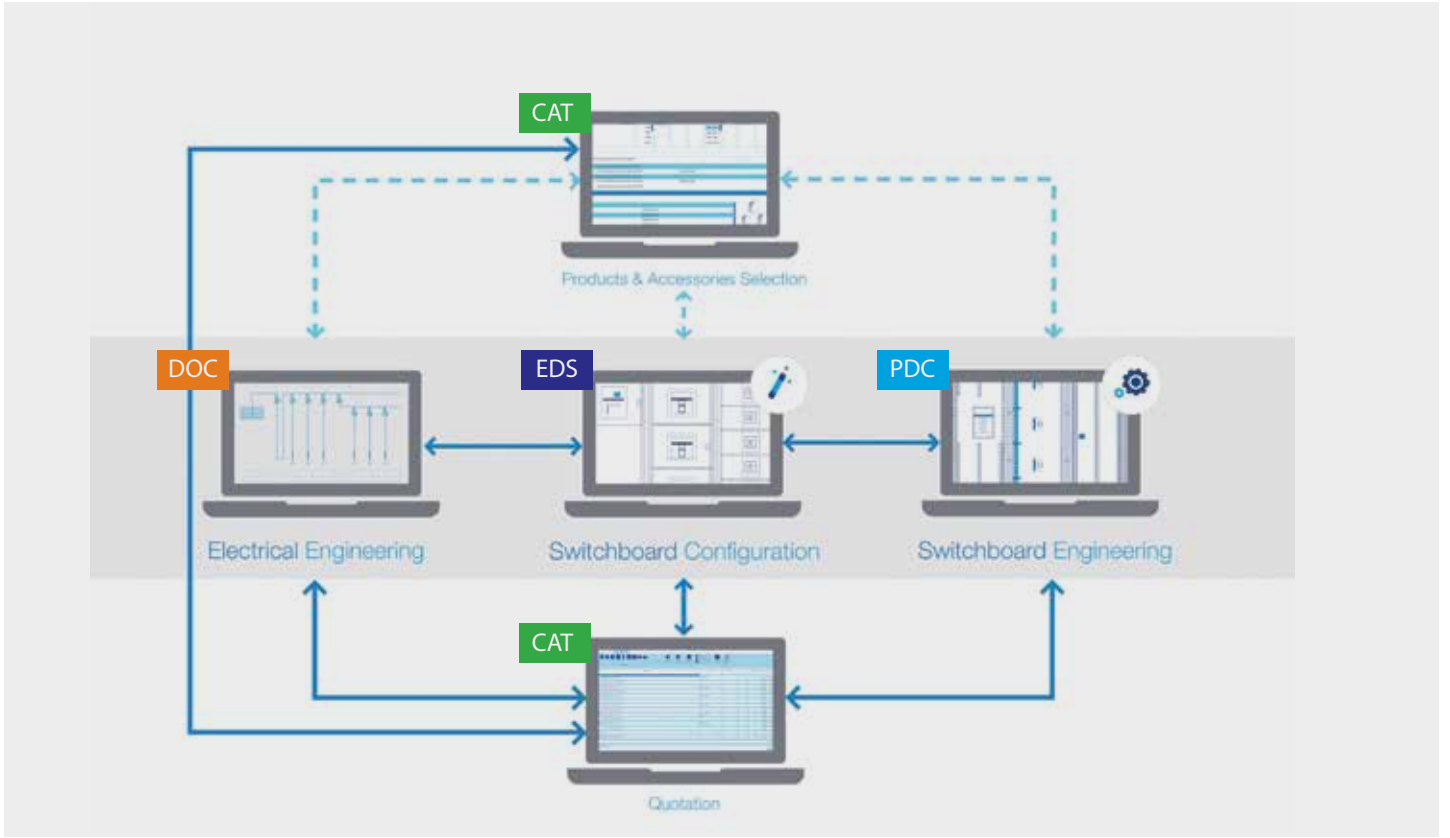 CAT
Products & Accessories Selection
DOC
EDS
PDC
Electrical Engineering
Switchboard Configuration
Switchboard Engineering
CAT
Quotation